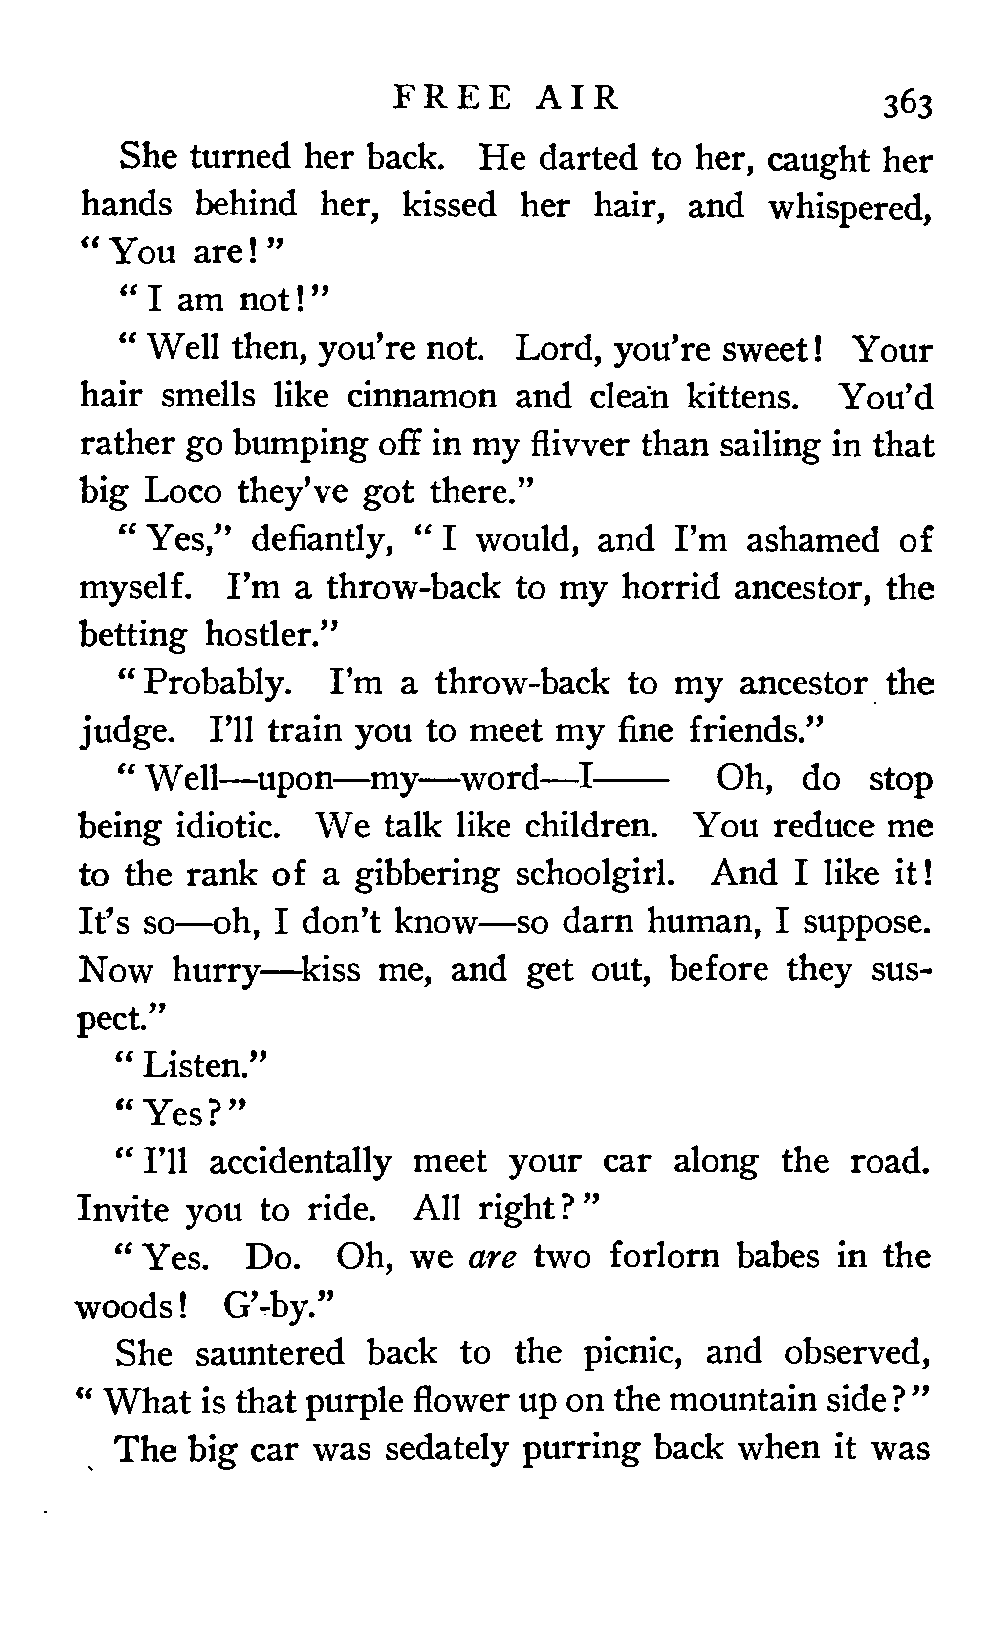 FREE AIR 363
She turned her back. He darted to her, caught her
hands behind her, kissed her hair, and whispered,
“You are!”
“I am not!”
“Well then, you’re not. Lord, you’re sweet! Your
hair smells like cinnamon and clean kittens. You’d
rather go bumping off in my flivver than sailing in that
big Loco they’ve got there.”
“Yes,” defiantly, “I would, and I’m ashamed of
myself. I’m a throw-back to my horrid ancestor, the
betting hostler.”
“Probably. I’m a throw-back to my ancestor the
judge. I’ll train you to meet my fine friends.”
“Well—upon—my—word—I—— Oh, do stop
being idiotic. We talk like children. You reduce me
to the rank of a gibbering schoolgirl. And I like it!
It’s so—oh, I don’t know—so darn human, I suppose.
Now hurry—kiss me, and get out, before they sus-
pect.”
“Listen.”
“Yes?”
“I’ll accidentally meet your car along the road.
Invite you to ride. All right?”
“Yes. Do. Oh, we are two forlorn babes in the
woods! G’-by.”
She sauntered back to the picnic, and observed,
“What is that purple flower up on the mountain side?”
The big car was sedately purring back when it was